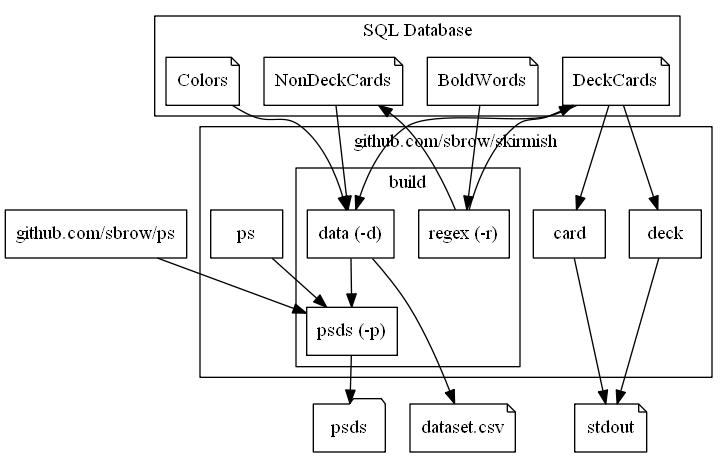 SQL Database
Colors
NonDeckCards
BoldWords
DeckCards
github.com/sbrow/skirmish
build
github.com/sbrow/ps
ps
data (-d)
regex (-r)
card
deck
psds (-p)
psds
dataset.csv
stdout